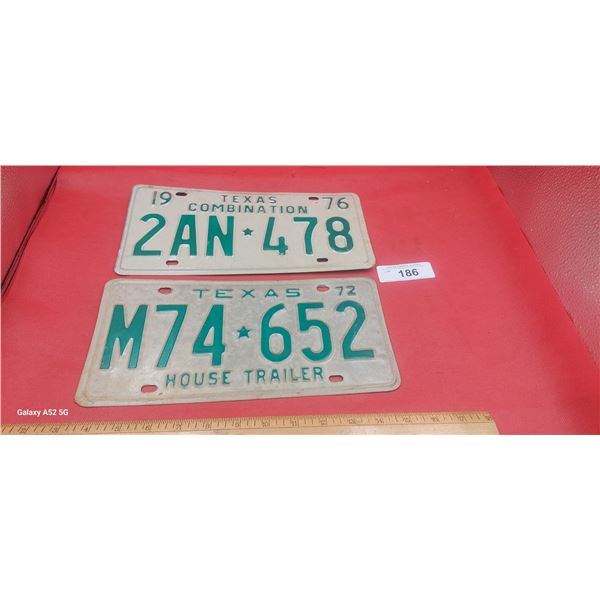 19 TEXAS 76
COMBINATION
2AN★478
186
TEXAS 72
M74★652
HOUSE TRAILER
Galaxy A52 5G